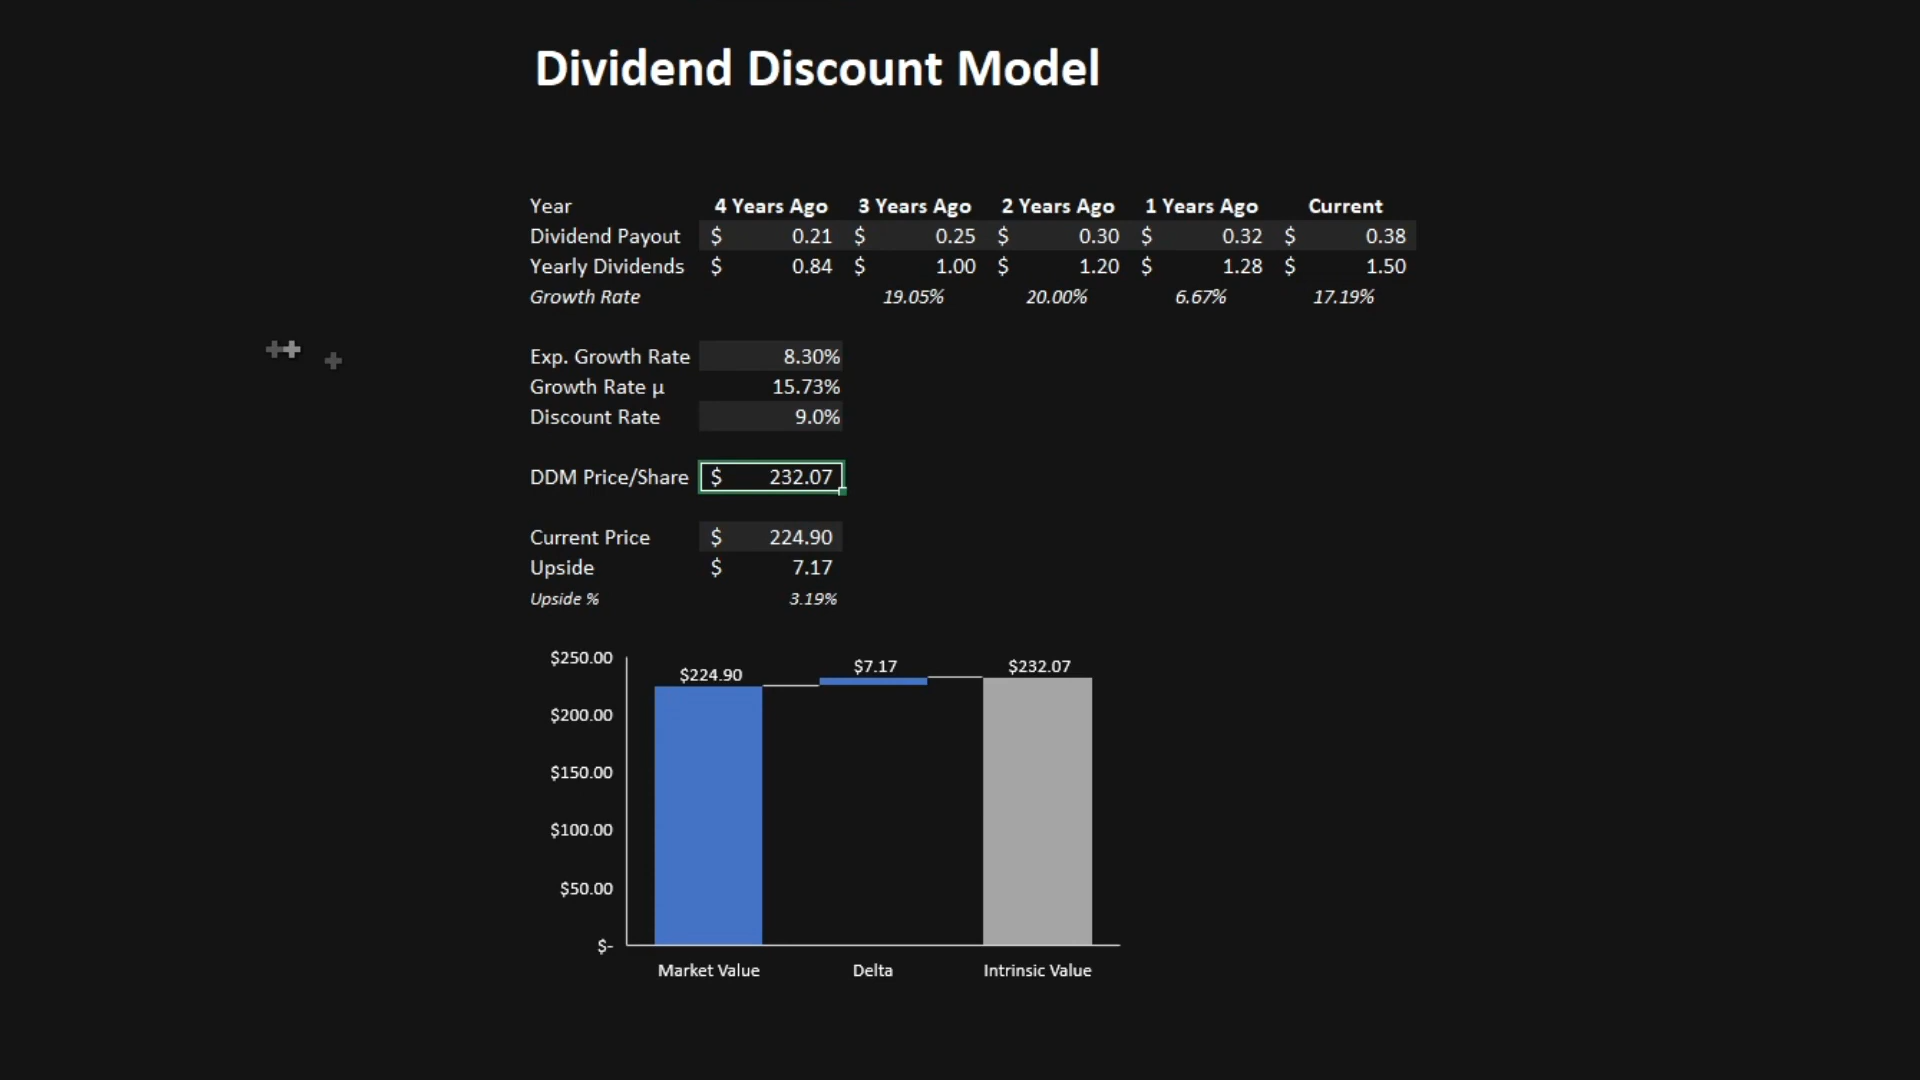 Dividend Discount Model
Year 4 Years Ago 3 Years Ago 2 Years Ago 1 Years Ago Current
Dividend Payout $ 0.21 $ 0.25 $ 0.30 $ 0.32 $ 0.38
Yearly Dividends $ 0.84 $ 1.00 $ 1.20 $ 1.28 $ 1.50
Growth Rate 19.05% 20.00% 6.67% 17.19%
Exp. Growth Rate 8.30%
Growth Rate µ 15.73%
Discount Rate 9.0%
DDM Price/Share $ 232.07
Current Price $ 224.90
Upside $ 7.17
Upside % 3.19%
$250.00
$200.00
$150.00
$100.00
$50.00
$-
$224.90 $7.17 $232.07
Market Value Delta Intrinsic Value